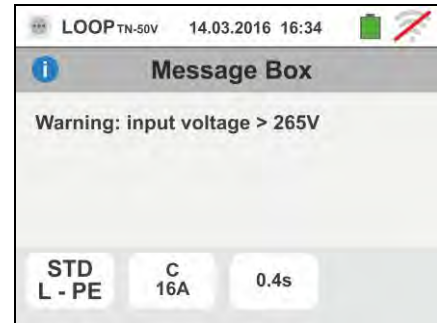 LOOP TN-50V 14.03.2016 16:34
i Message Box
Warning: input voltage > 265V
STD C 0.4s
L - PE 16A